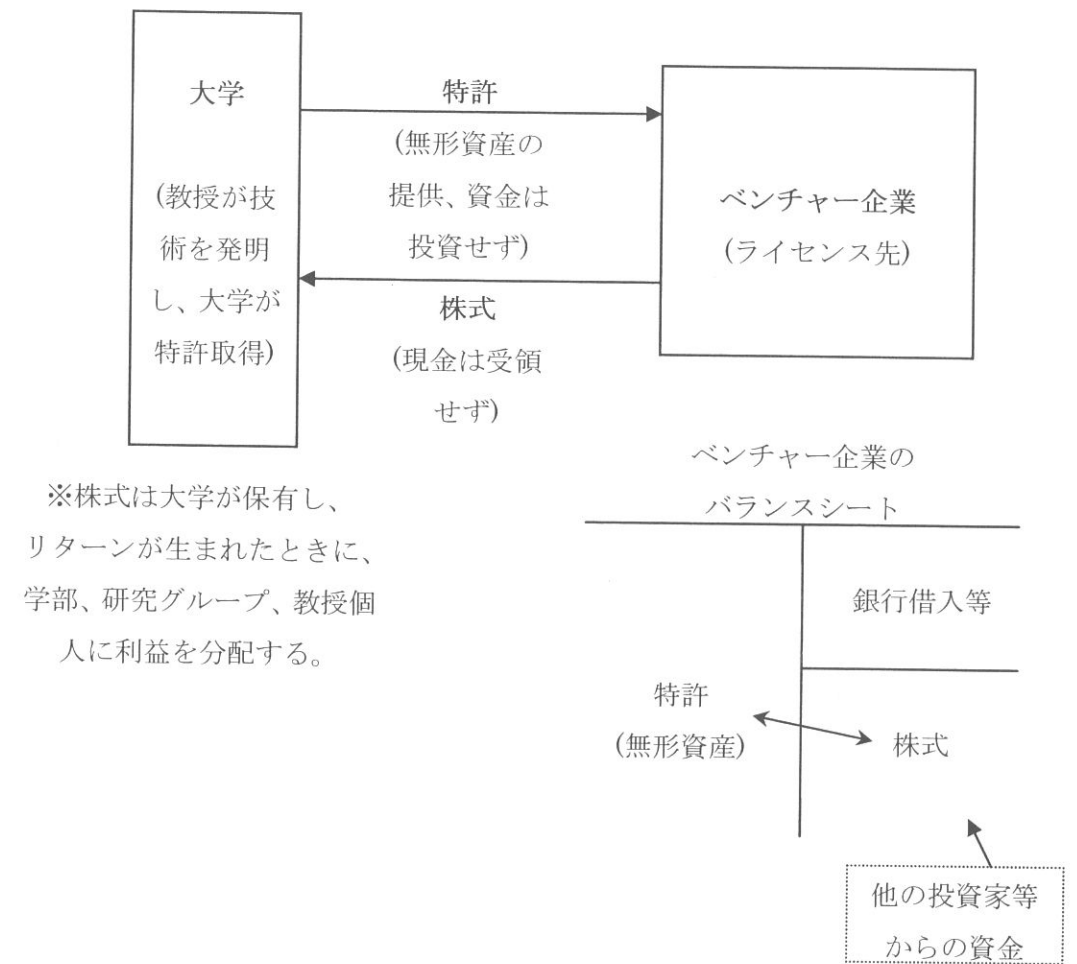 大学
(教授が技
術を発明
し、大学が
特許取得)
特許
(無形資産の
提供、資金は
投資せず)
株式
(現金は受領
せず)
ベンチャー企業
(ライセンス先)
※株式は大学が保有し、
リターンが生まれたときに、
学部、研究グループ、教授個
人に利益を分配する。
ベンチャー企業の
バランスシート
銀行借入等
特許
(無形資産)
株式
他の投資家等
からの資金